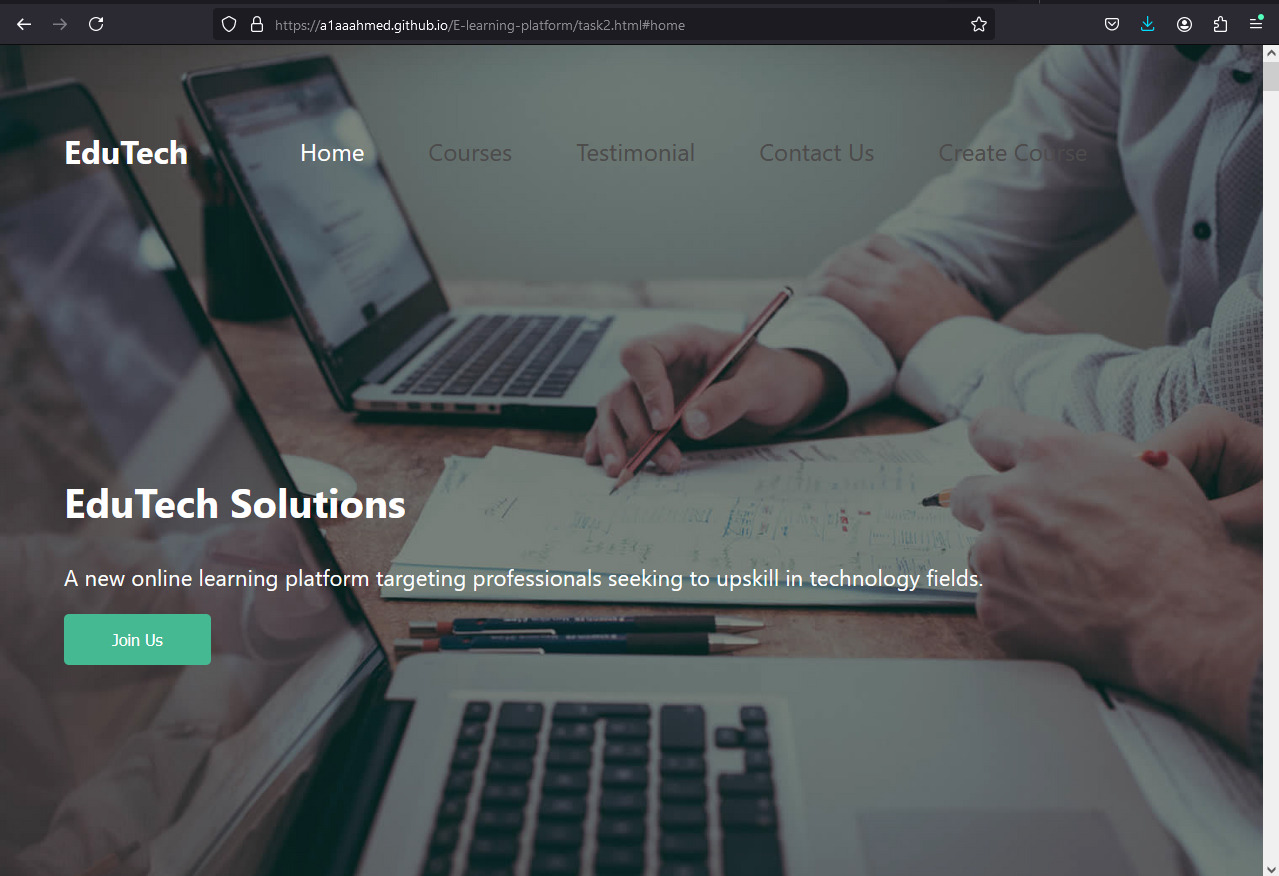 https://a1aaahmed.github.io/E-learning-platform/task2.html#home
EduTech Home Courses Testimonial Contact Us Create Course
EduTech Solutions
A new online learning platform targeting professionals seeking to upskill in technology fields.
Join Us